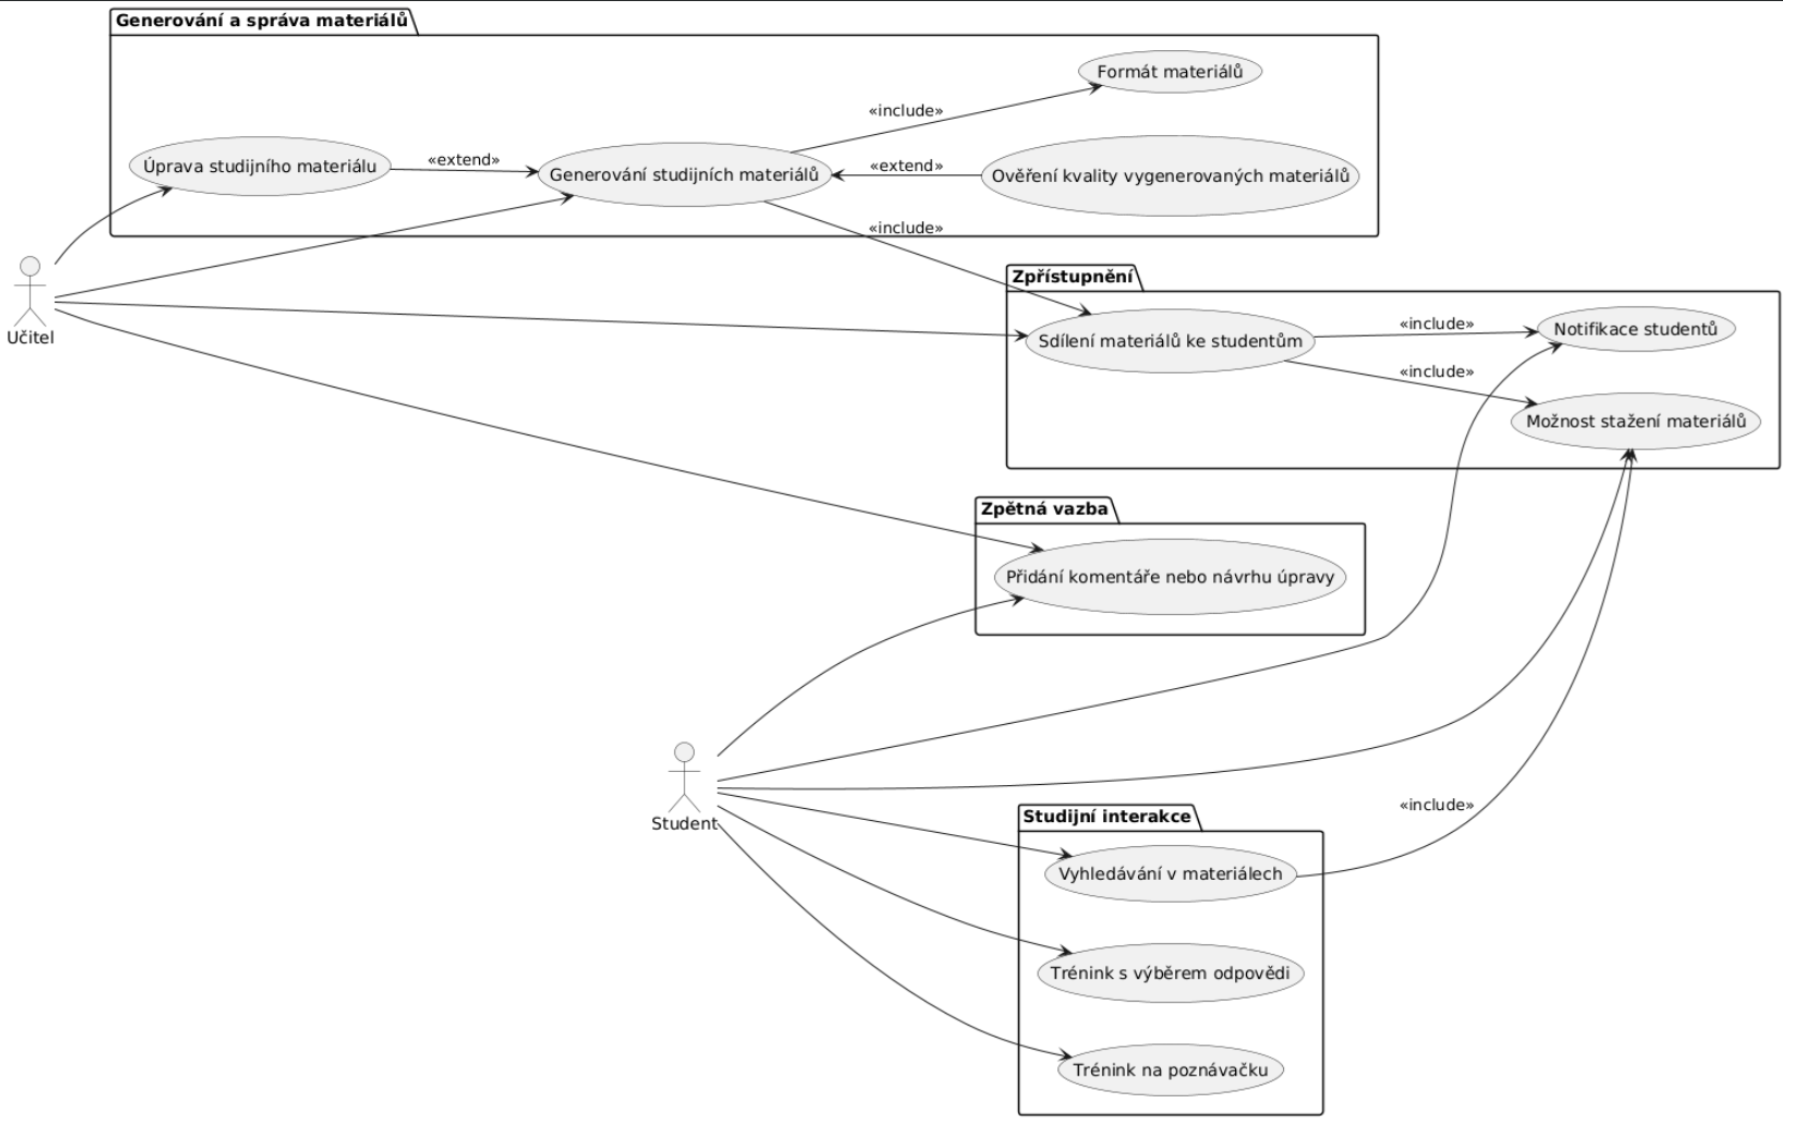 Generování a správa materiálů
Formát materiálů
«include»
Úprava studijního materiálu
«extend»
Generování studijních materiálů
«extend»
Ověření kvality vygenerovaných materiálů
«include»
Učitel
Zpřístupnění
Sdílení materiálů ke studentům
«include»
Notifikace studentů
«include»
Možnost stažení materiálů
Zpětná vazba
Přidání komentáře nebo návrhu úpravy
Student
«include»
Studijní interakce
Vyhledávání v materiálech
Trénink s výběrem odpovědi
Trénink na poznávačku